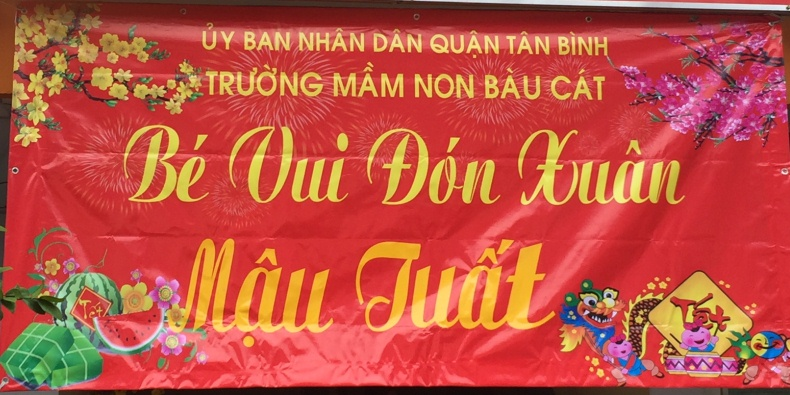 ỦY BAN NHÂN DÂN QUẬN TÂN BÌNH
TRƯỜNG MẦM NON BÀU CÁT
Bé Vui Đón Xuân
Mậu Tuất
Tết
Tết